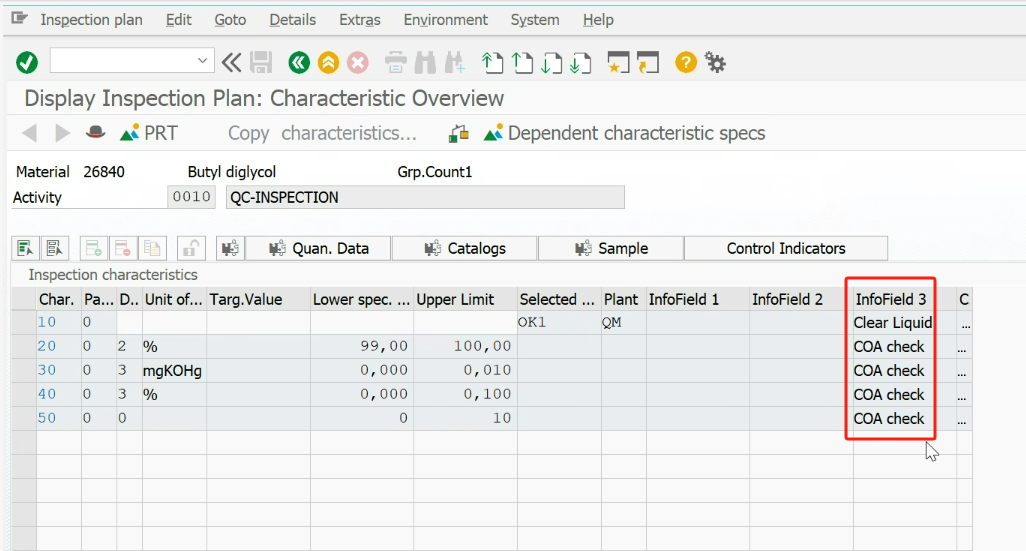 Inspection plan Edit Goto Details Extras Environment System Help
Display Inspection Plan: Characteristic Overview
PRT Copy characteristics... Dependent characteristic specs
Material 26840 Butyl diglycol Grp.Count1
Activity 0010 QC-INSPECTION
Quan. Data Catalogs Sample Control Indicators
Inspection characteristics
Char. Pa... D.. Unit of... Targ.Value Lower spec. ... Upper Limit Selected ... Plant InfoField 1 InfoField 2 InfoField 3 C
10 0 OK1 QM Clear Liquid ...
20 0 2 % 99,00 100,00 COA check ...
30 0 3 mgKOHg 0,000 0,010 COA check ...
40 0 3 % 0,000 0,100 COA check ...
50 0 0 0 10 COA check ...